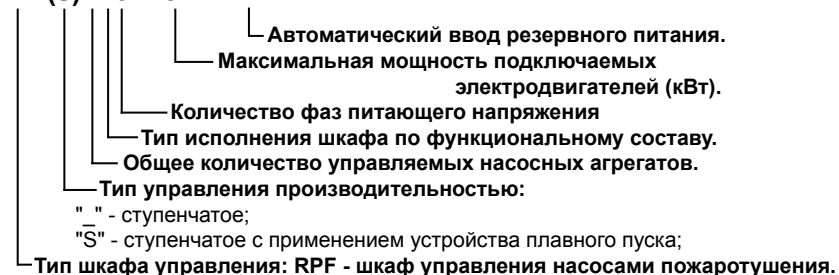 Автоматический ввод резервного питания.
Максимальная мощность подключаемых
электродвигателей (кВт).
Количество фаз питающего напряжения
Тип исполнения шкафа по функциональному составу.
Общее количество управляемых насосных агрегатов.
Тип управления производительностью:
"_" - ступенчатое;
"S" - ступенчатое с применением устройства плавного пуска;
Тип шкафа управления: RPF - шкаф управления насосами пожаротушения.